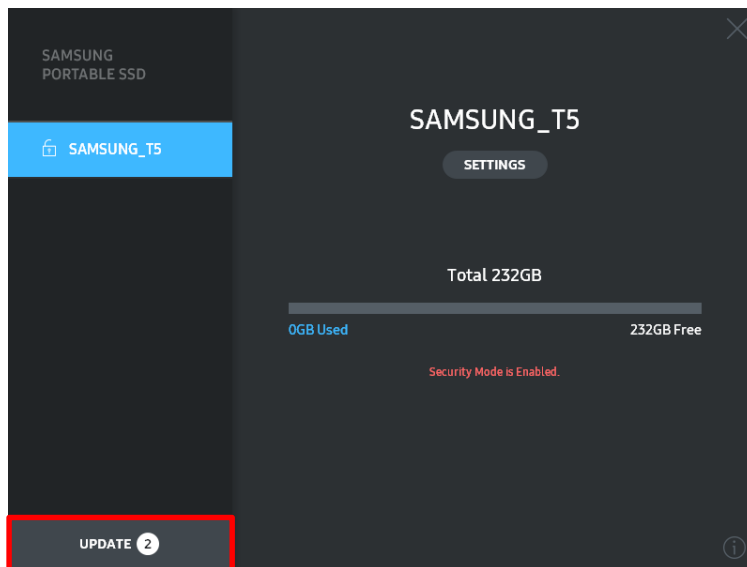 SAMSUNG
PORTABLE SSD
SAMSUNG_T5
SAMSUNG_T5
SETTINGS
Total 232GB
0GB Used 232GB Free
Security Mode is Enabled.
UPDATE 2